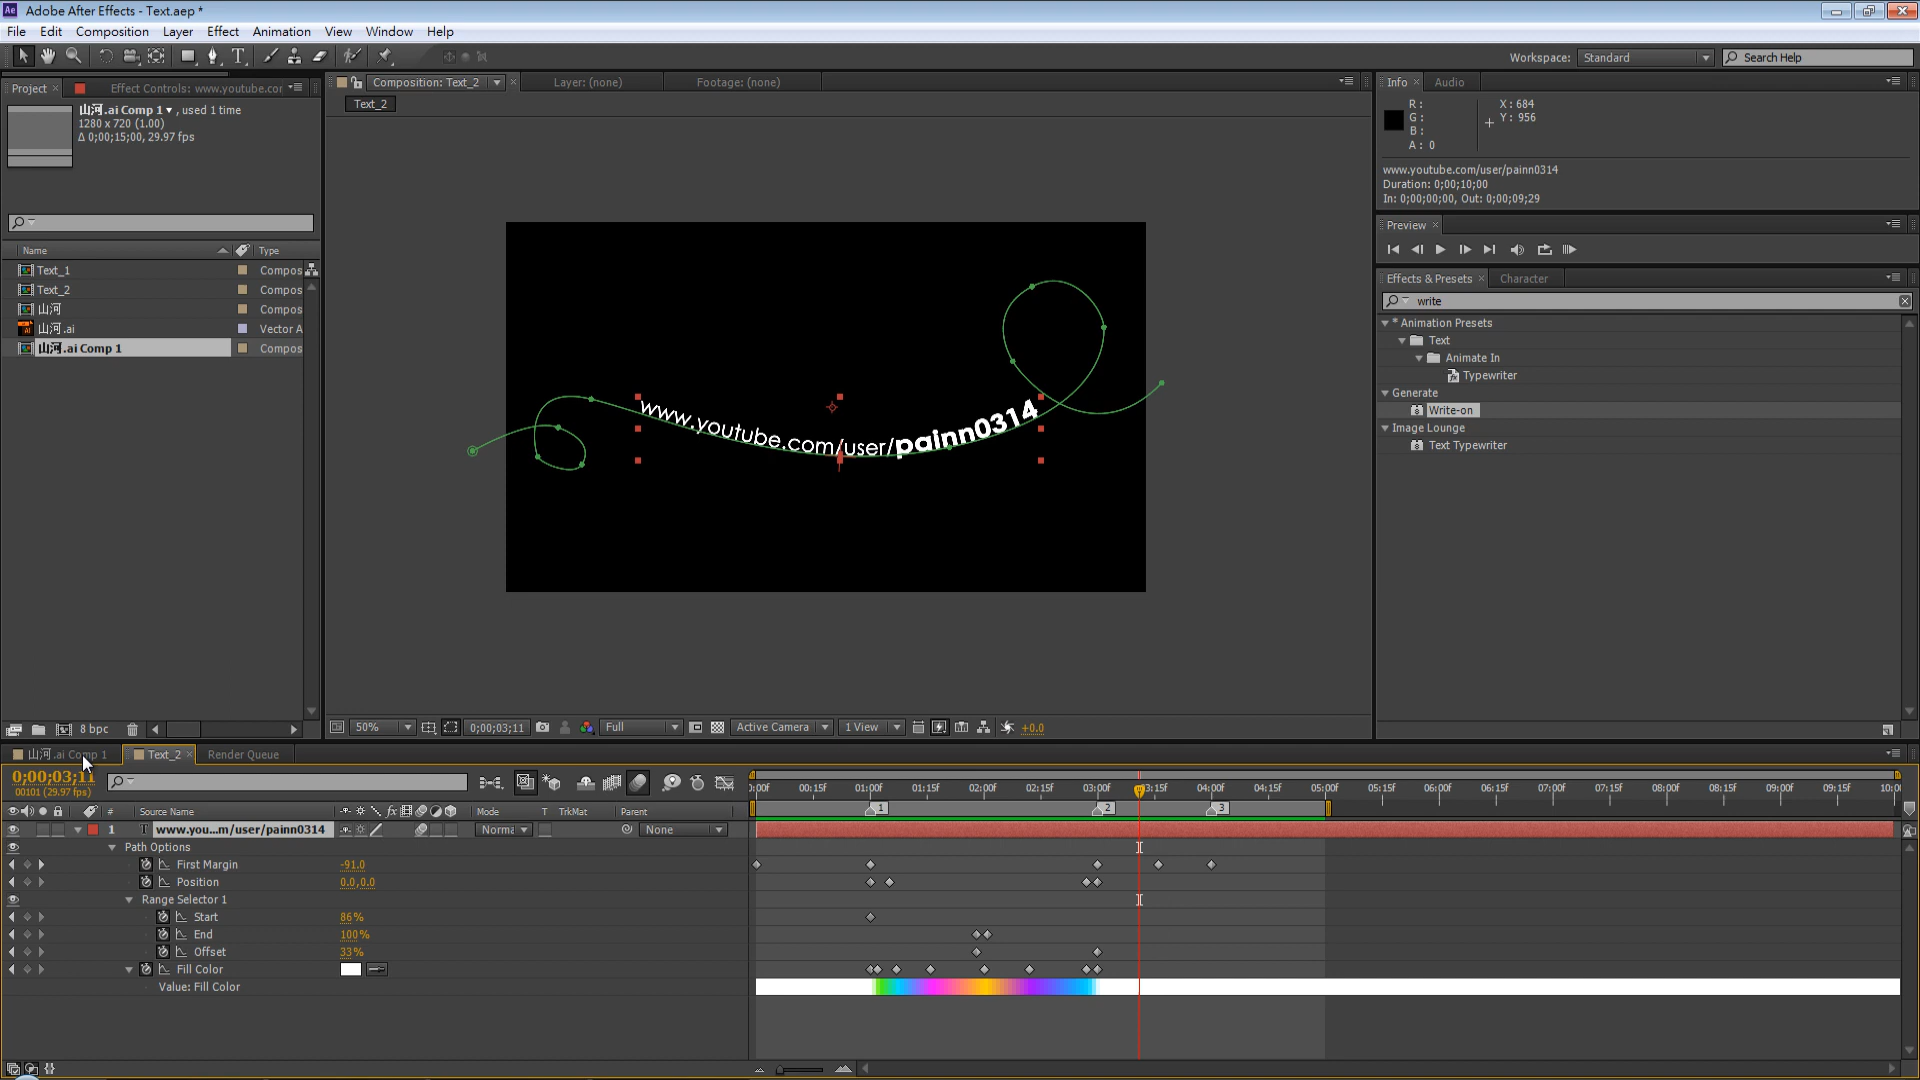 Adobe After Effects - Text.aep *
File Edit Composition Layer Effect Animation View Window Help
Workspace: Standard Search Help
Project Effect Controls: www.youtube.co
山河.ai Comp 1 , used 1 time
1280 x 720 (1.00)
Δ 0;00;15;00, 29.97 fps
Name Type
Text_1 Compos
Text_2 Compos
山河 Compos
山河.ai Vector A
山河.ai Comp 1 Compos
8 bpc
Composition: Text_2 Layer: (none) Footage: (none)
Text_2
www.youtube.com/user/painn0314
50% 0;00;03;11 Full Active Camera 1 View +0.0
Info Audio
R: X: 684
G: Y: 956
B:
A: 0
www.youtube.com/user/painn0314
Duration: 0;00;10;00
In: 0;00;00;00, Out: 0;00;09;29
Preview
Effects & Presets Character
write
* Animation Presets
Text
Animate In
Typewriter
Generate
Write-on
Image Lounge
Text Typewriter
山河.ai Comp 1 Text_2 Render Queue
0;00;03;11
00101 (29.97 fps)
:00f 00:15f 01:00f 01:15f 02:00f 02:15f 03:00f 3:15f 04:00f 04:15f 05:00f 05:15f 06:00f 06:15f 07:00f 07:15f 08:00f 08:15f 09:00f 09:15f 10:0
1 2 3
# Source Name Mode T TrkMat Parent
1 T www.you...m/user/painn0314 Norma None
Path Options
First Margin -91.0
Position 0.0,0.0
Range Selector 1
Start 86%
End 100%
Offset 33%
Fill Color
Value: Fill Color